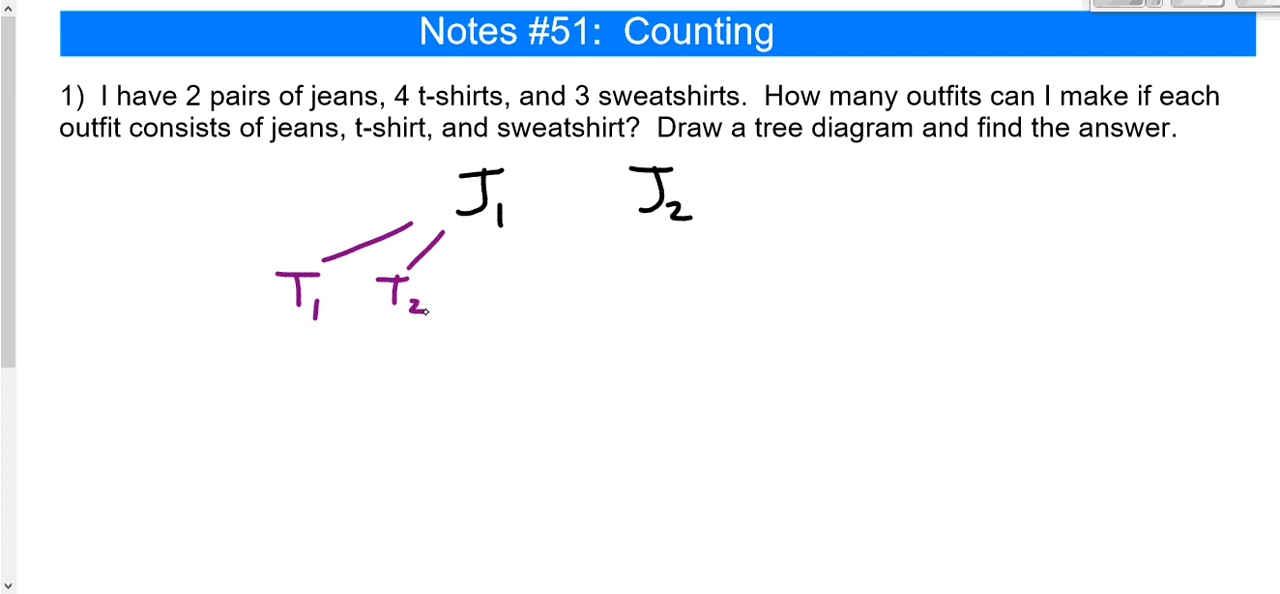 Notes #51: Counting
1) I have 2 pairs of jeans, 4 t-shirts, and 3 sweatshirts. How many outfits can I make if each
outfit consists of jeans, t-shirt, and sweatshirt? Draw a tree diagram and find the answer.
J1 J2
T1 T2